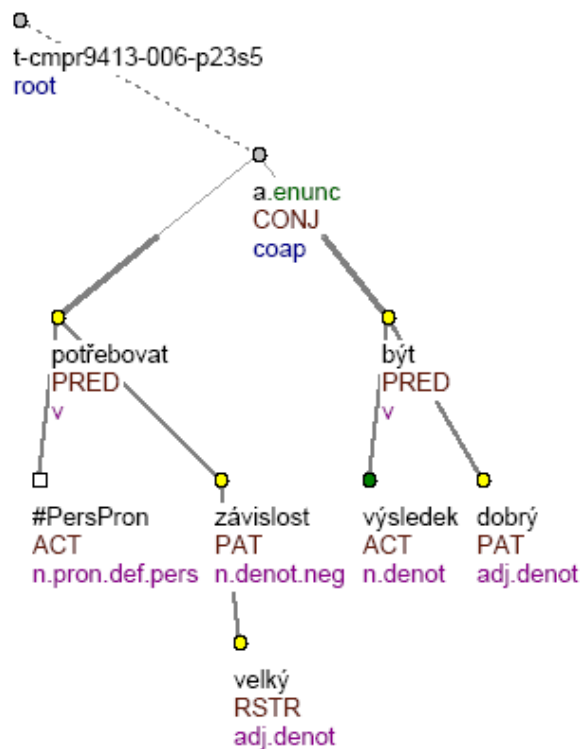 t-cmpr9413-006-p23s5
root
a.enunc
CONJ
coap
potřebovat
PRED
v
být
PRED
v
#PersPron
ACT
n.pron.def.pers
závislost
PAT
n.denot.neg
výsledek
ACT
n.denot
dobrý
PAT
adj.denot
velký
RSTR
adj.denot